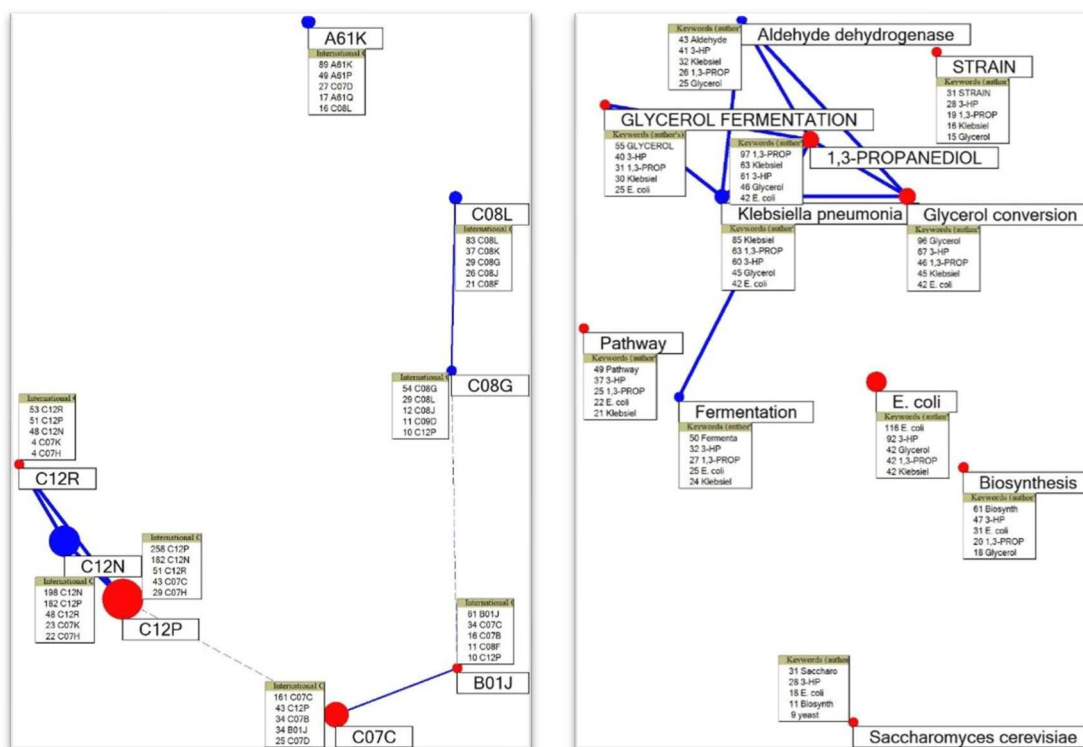 A61K
International C
89 A61K
49 A61P
27 C07D
17 A61Q
16 C08L
C08L
International C
83 C08L
37 C08K
29 C08G
26 C08J
21 C08F
International C
54 C08G
29 C08L
12 C08J
11 C09D
10 C12P
C08G
International C
53 C12R
51 C12P
48 C12N
4 C07K
4 C07H
C12R
C12N
International C
258 C12P
182 C12N
51 C12R
43 C07C
29 C07H
International C
198 C12N
182 C12P
48 C12R
23 C07K
22 C07H
C12P
International C
61 B01J
34 C07C
16 C07B
11 C08F
10 C12P
B01J
International C
161 C07C
43 C12P
34 C07B
34 B01J
25 C07D
C07C
Aldehyde dehydrogenase
Keywords (author'
43 Aldehyde
41 3-HP
32 Klebsiel
26 1,3-PROP
25 Glycerol
STRAIN
Keywords (author'
31 STRAIN
28 3-HP
19 1,3-PROP
16 Klebsiel
15 Glycerol
GLYCEROL FERMENTATION
Keywords (author's)
55 GLYCEROL
40 3-HP
31 1,3-PROP
30 Klebsiel
25 E. coli
Keywords (author'
97 1,3-PROP
63 Klebsiel
61 3-HP
46 Glycerol
42 E. coli
1,3-PROPANEDIOL
Klebsiella pneumonia
Keywords (author'
85 Klebsiel
63 1,3-PROP
60 3-HP
45 Glycerol
42 E. coli
Glycerol conversion
Keywords (author'
96 Glycerol
67 3-HP
46 1,3-PROP
45 Klebsiel
42 E. coli
Pathway
Keywords (author'
49 Pathway
37 3-HP
25 1,3-PROP
22 E. coli
21 Klebsiel
Fermentation
Keywords (author'
50 Fermenta
32 3-HP
27 1,3-PROP
25 E. coli
24 Klebsiel
E. coli
Keywords (author'
116 E. coli
92 3-HP
42 Glycerol
42 1,3-PROP
42 Klebsiel
Biosynthesis
Keywords (author'
61 Biosynth
47 3-HP
31 E. coli
20 1,3-PROP
18 Glycerol
Keywords (author
31 Saccharo
28 3-HP
18 E. coli
11 Biosynth
9 yeast
Saccharomyces cerevisiae